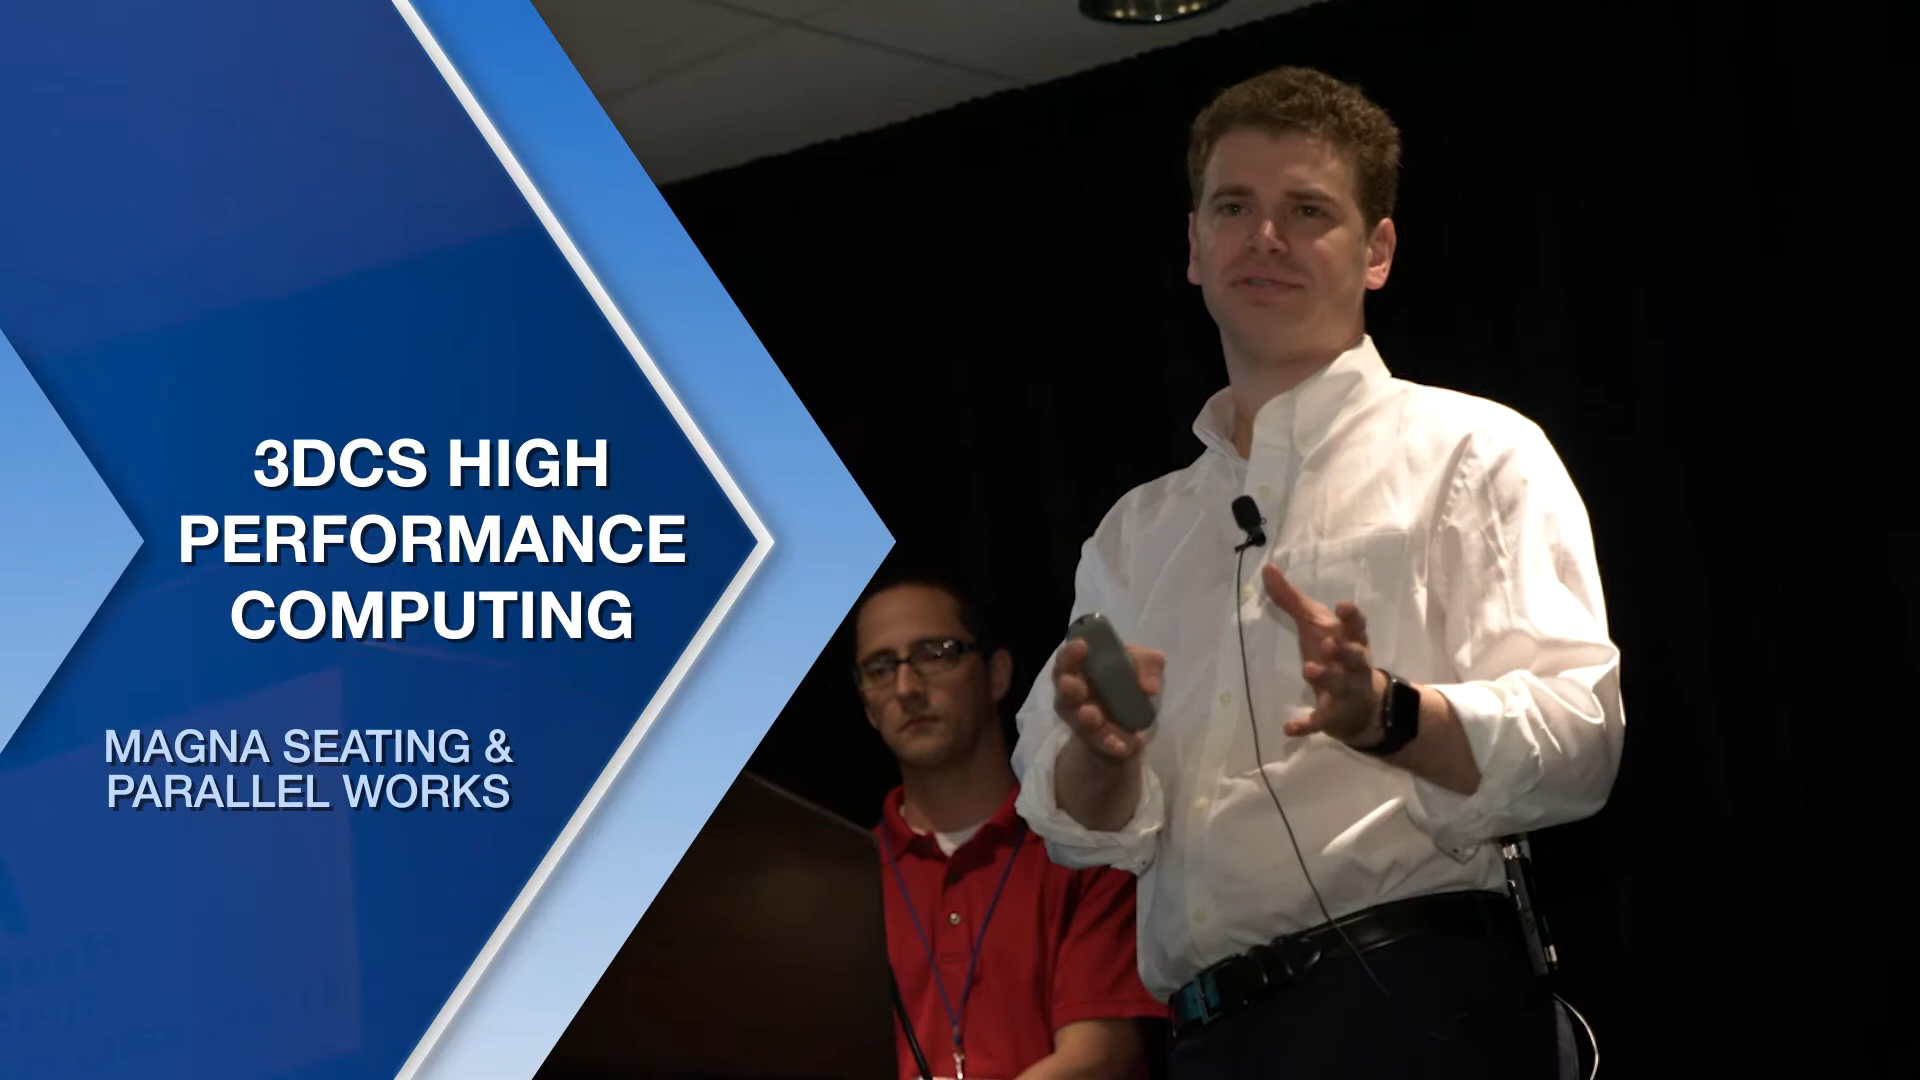 3DCS HIGH
PERFORMANCE
COMPUTING
MAGNA SEATING &
PARALLEL WORKS